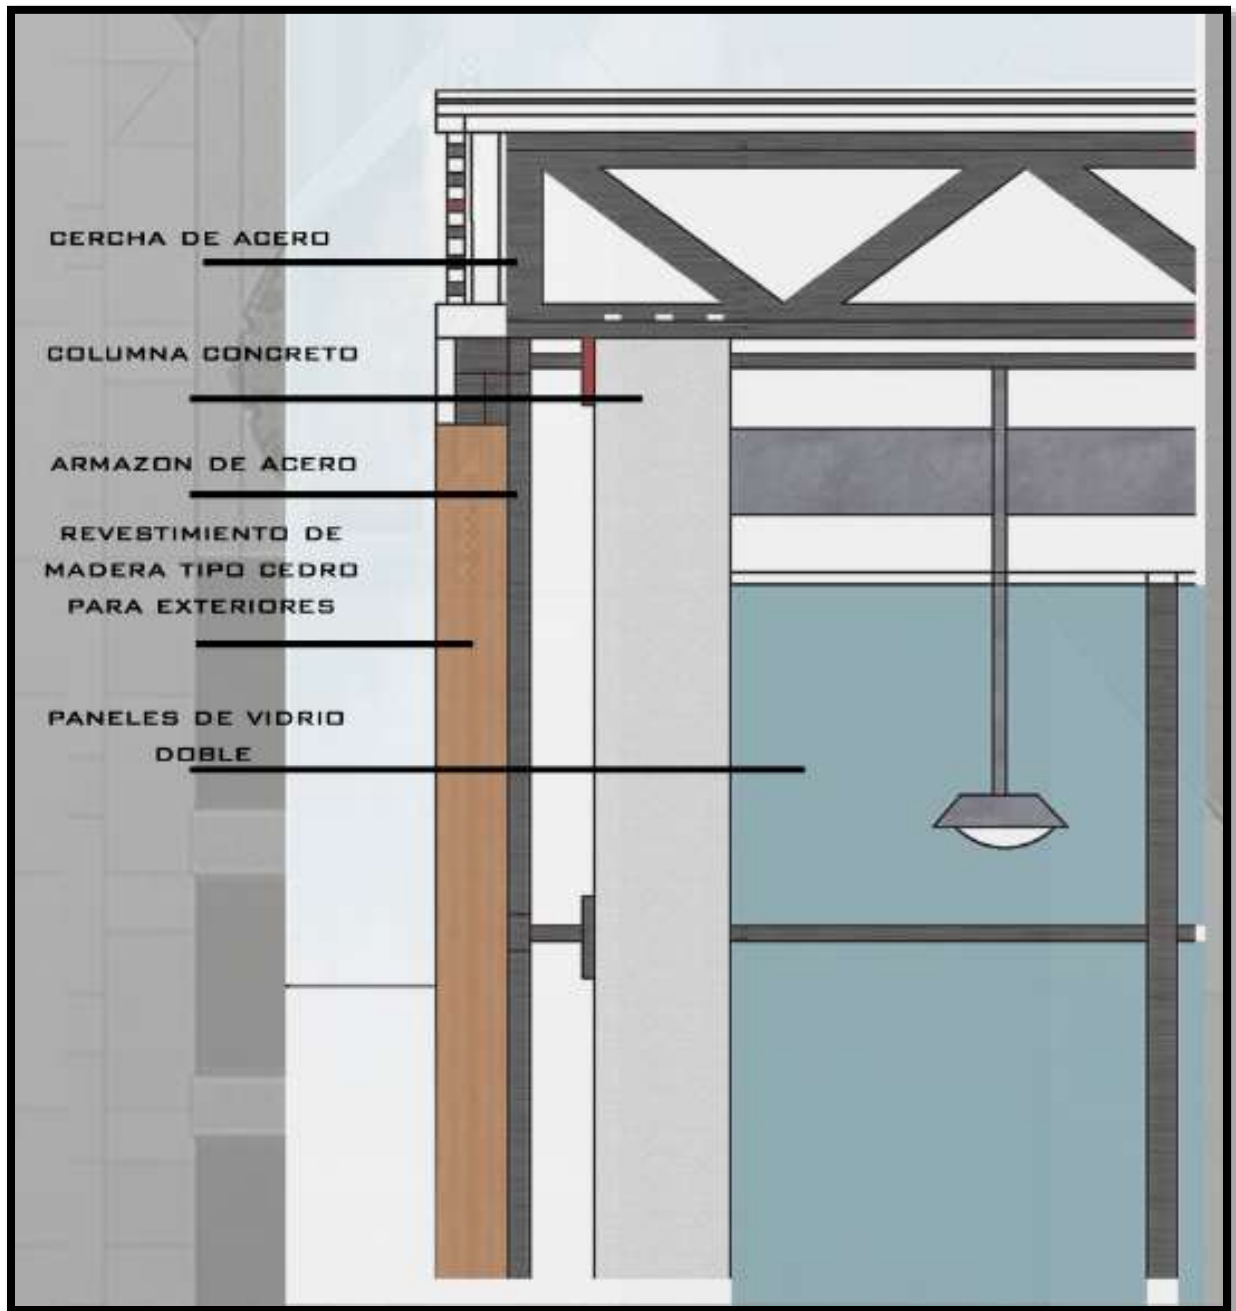 CERCHA DE ACERO
COLUMNA CONCRETO
ARMAZON DE ACERO
REVESTIMIENTO DE
MADERA TIPO CEDRO
PARA EXTERIORES
PANELES DE VIDRIO
DOBLE